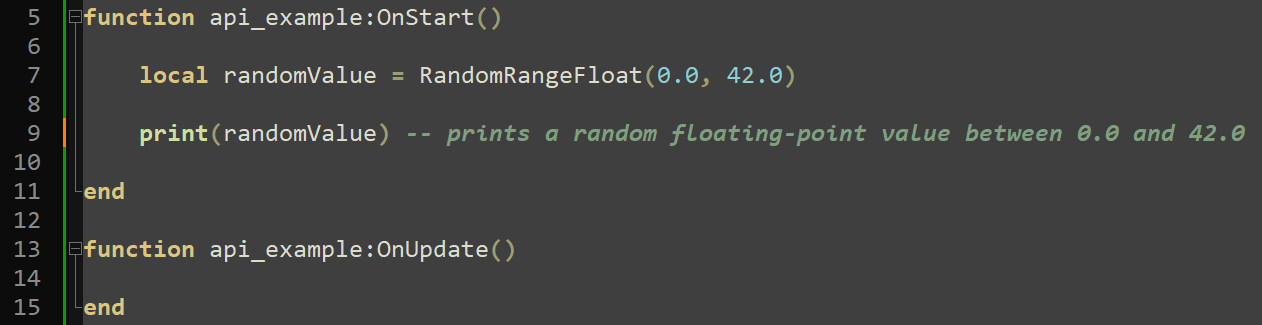 5 function api_example:OnStart()
6
7 local randomValue = RandomRangeFloat(0.0, 42.0)
8
9 print(randomValue) -- prints a random floating-point value between 0.0 and 42.0
10
11 end
12
13 function api_example:OnUpdate()
14
15 end